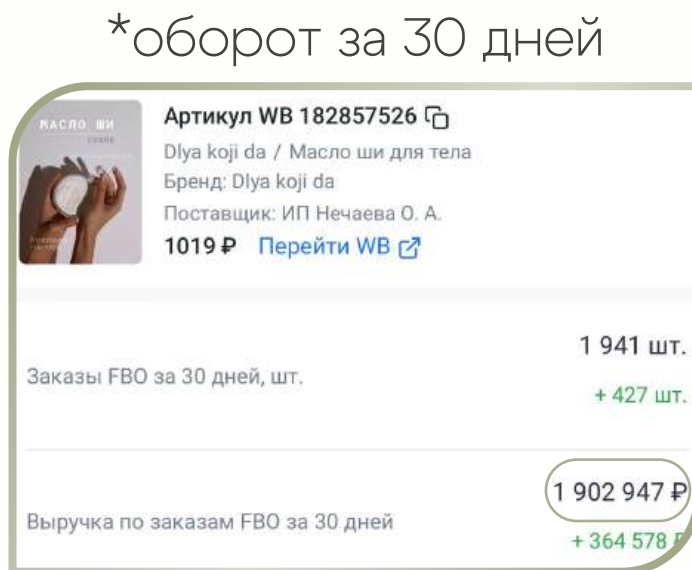 *оборот за 30 дней
МАСЛО ШИ
Артикул WB 182857526
Dlya koji da / Масло ши для тела
Бренд: Dlya koji da
Поставщик: ИП Нечаева О. А.
1019 ₽ Перейти WB
1 941 шт.
Заказы FBO за 30 дней, шт.
+ 427 шт.
1 902 947 ₽
Выручка по заказам FBO за 30 дней
+ 364 578 ₽